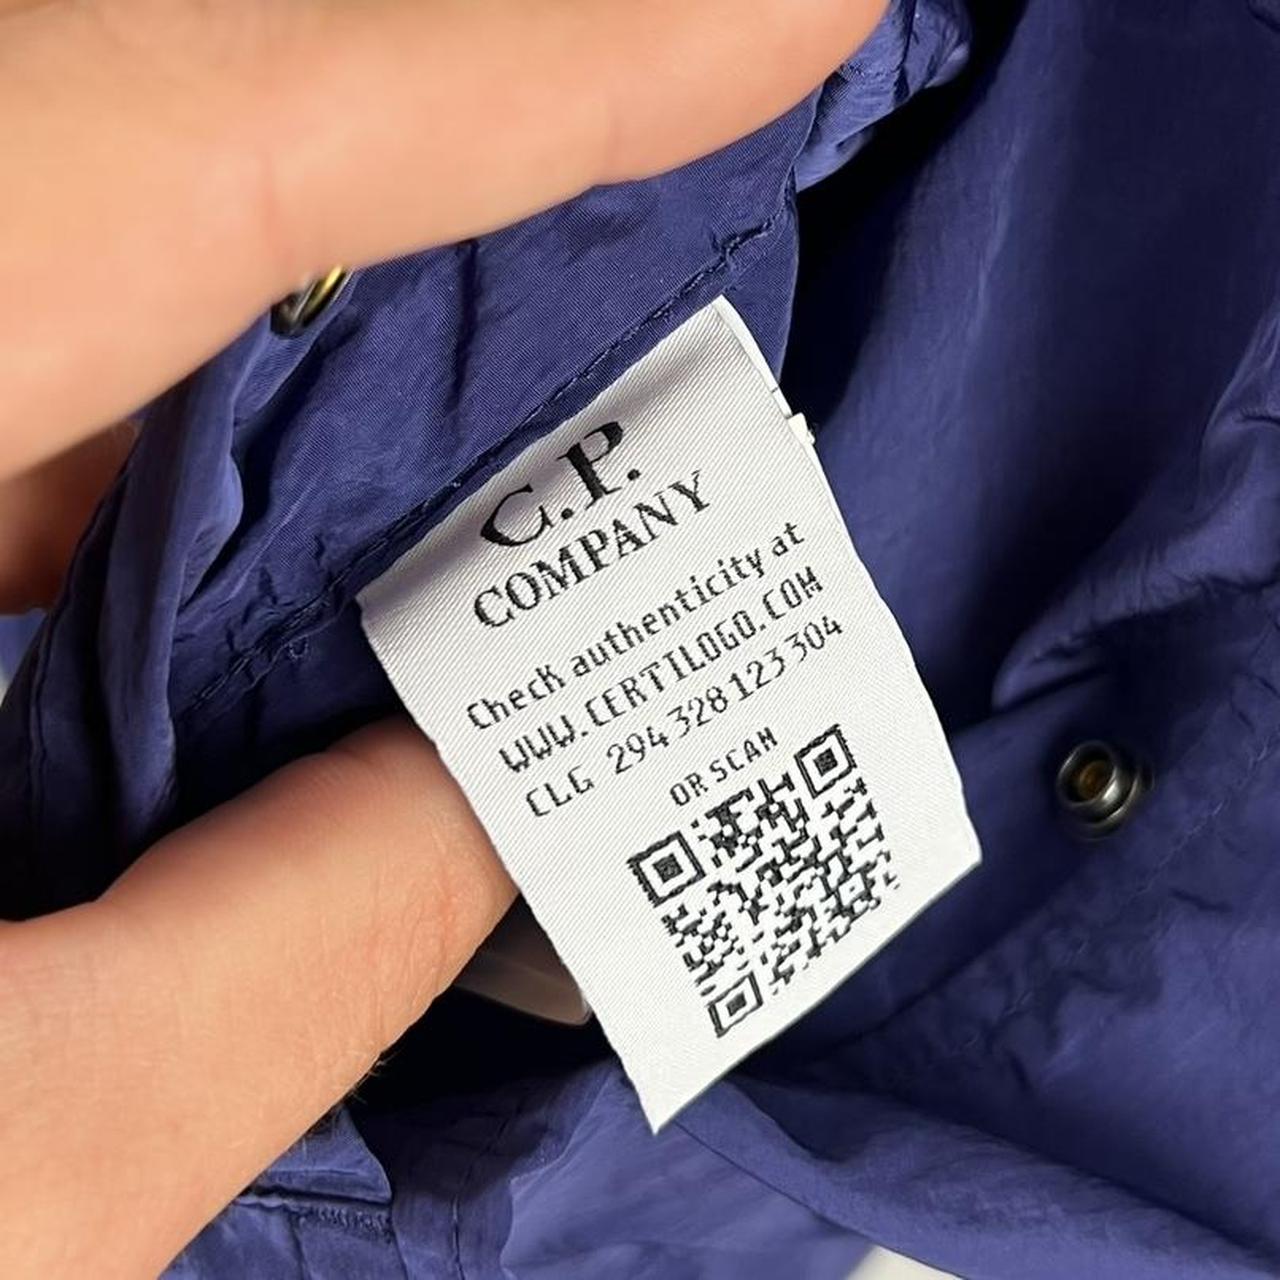 C.P.
COMPANY
Check authenticity at
WWW.CERTILOGO.COM
CLG 294 328 123 304
OR SCAN